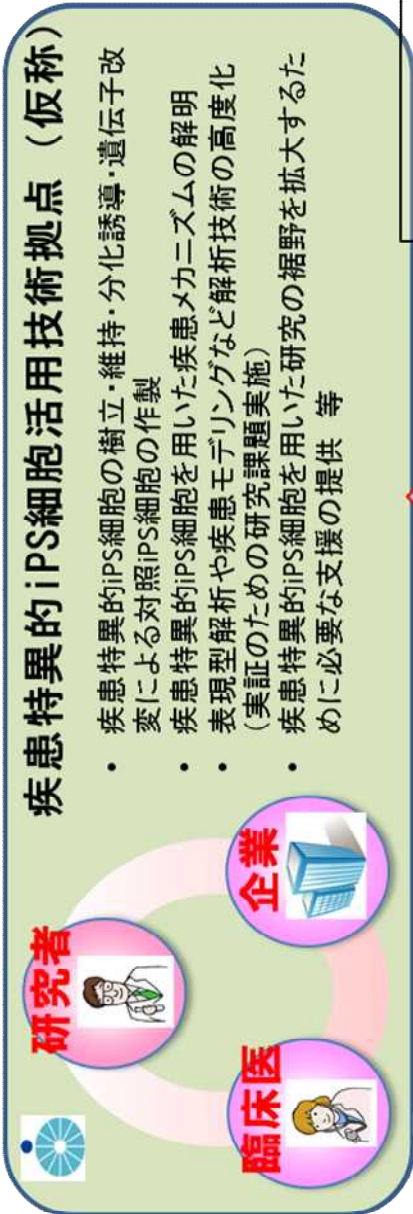 疾患特異的iPS細胞活用技術拠点（仮称）
研究者
臨床医
企業
• 疾患特異的iPS細胞の樹立・維持・分化誘導・遺伝子改
変による対照iPS細胞の作製
• 疾患特異的iPS細胞を用いた疾患メカニズムの解明
• 表現型解析や疾患モデリングなど解析技術の高度化
（実証のための研究課題実施）
• 疾患特異的iPS細胞を用いた研究の裾野を拡大するた
めに必要な支援の提供　等